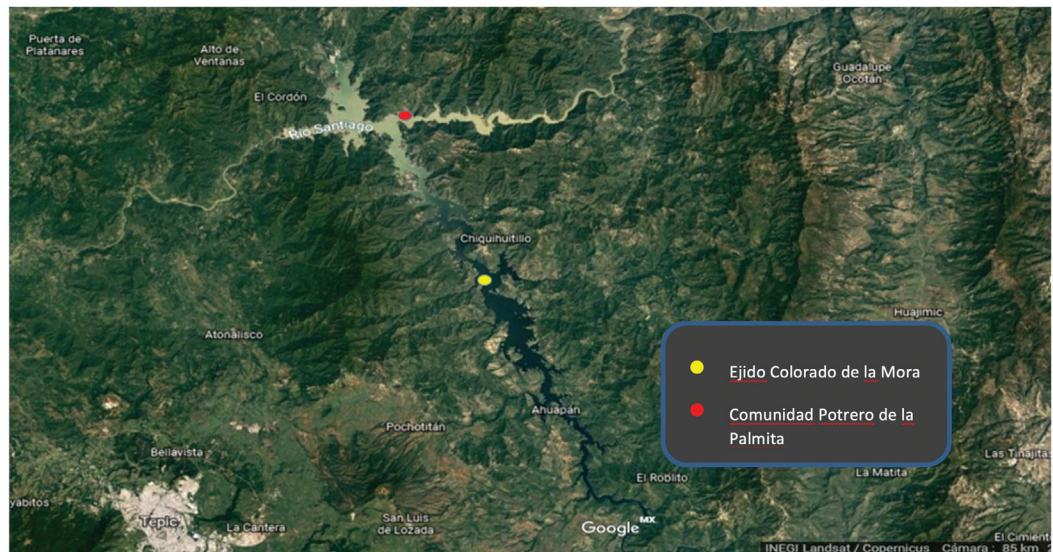 Puerta de
Platanares
Alto de
Ventanas
Guadalupe
Ocotán
El Cordón
Río Santiago
Chiquihuitillo
Huajimic
Atonalisco
Ejido Colorado de la Mora
Comunidad Potrero de la
Palmita
Ahuapán
Pochotitán
Bellavista
Las Tinajitas
La Matita
El Roblito
yabitos
Tepic
La Cantera
San Luis
de Lozada
Google MX
El Cimient
INEGI Landsat / Copernicus Cámara : 85 km